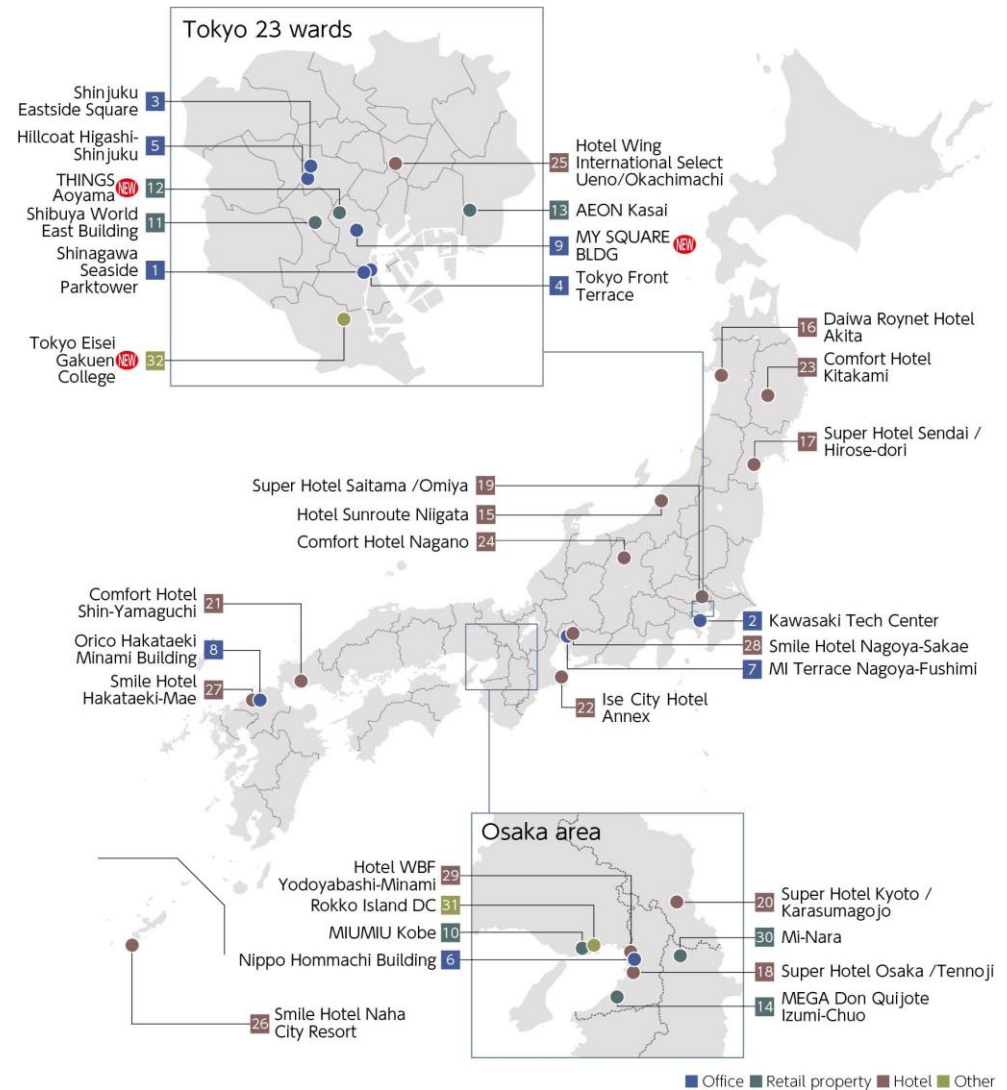 Tokyo 23 wards
Shinjuku
Eastside Square
3
Hillcoat Higashi-
Shinjuku
5
THINGS
Aoyama
NEW
12
Shibuya World
East Building
11
Shinagawa
Seaside
Parktower
1
Tokyo Eisei
Gakuen
College
NEW
32
25
Hotel Wing
International Select
Ueno/Okachimachi
13 AEON Kasai
9
MY SQUARE
BLDG
NEW
4
Tokyo Front
Terrace
16
Daiwa Roynet Hotel
Akita
23
Comfort Hotel
Kitakami
17
Super Hotel Sendai /
Hirose-dori
Super Hotel Saitama /Omiya 19
Hotel Sunroute Niigata 15
Comfort Hotel Nagano 24
Comfort Hotel
Shin-Yamaguchi
21
Orico Hakataeki
Minami Building
8
Smile Hotel
Hakataeki-Mae
27
2 Kawasaki Tech Center
28 Smile Hotel Nagoya-Sakae
7 MI Terrace Nagoya-Fushimi
22
Ise City Hotel
Annex
Osaka area
Hotel WBF
Yodoyabashi-Minami
29
Rokko Island DC 31
MIUMIU Kobe 10
Nippo Hommachi Building 6
20
Super Hotel Kyoto /
Karasumagojo
30 Mi-Nara
18 Super Hotel Osaka /Tennoji
14
MEGA Don Quijote
Izumi-Chuo
26
Smile Hotel Naha
City Resort
Office Retail property Hotel Other